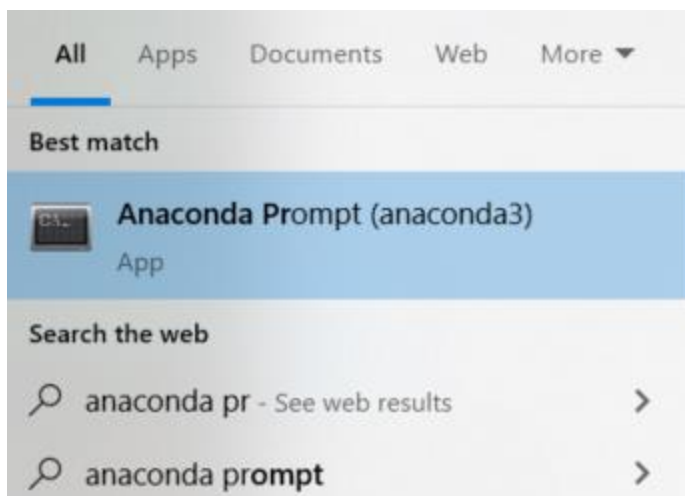 All Apps Documents Web More
Best match
Anaconda Prompt (anaconda3)
App
Search the web
anaconda pr - See web results
anaconda prompt